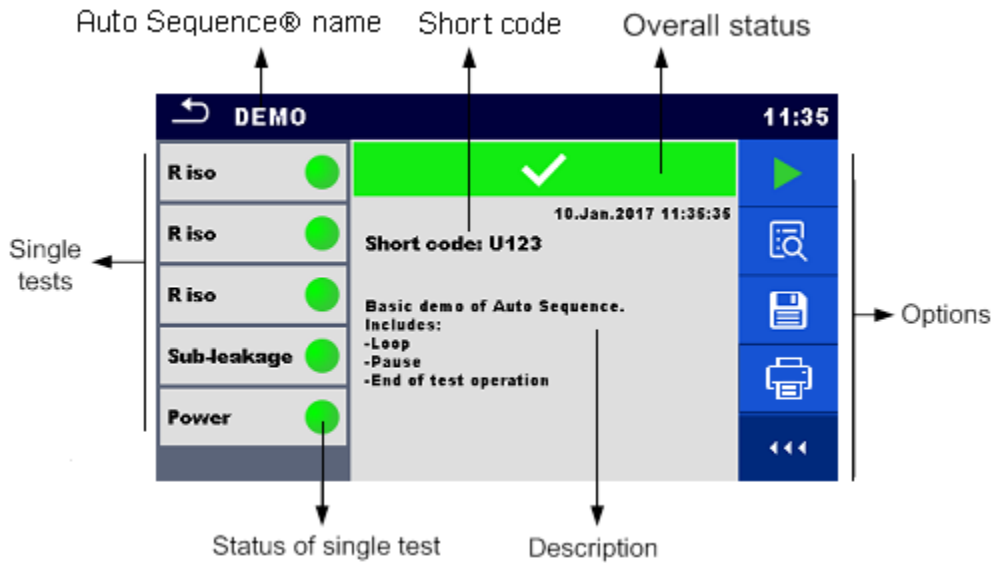 Auto Sequence® name
Short code
Overall status
DEMO
11:35
R iso
R iso
R iso
Sub-leakage
Power
10.Jan.2017 11:35:35
Short code: U123
Basic demo of Auto Sequence.
Includes:
-Loop
-Pause
-End of test operation
Single
tests
Options
Status of single test
Description